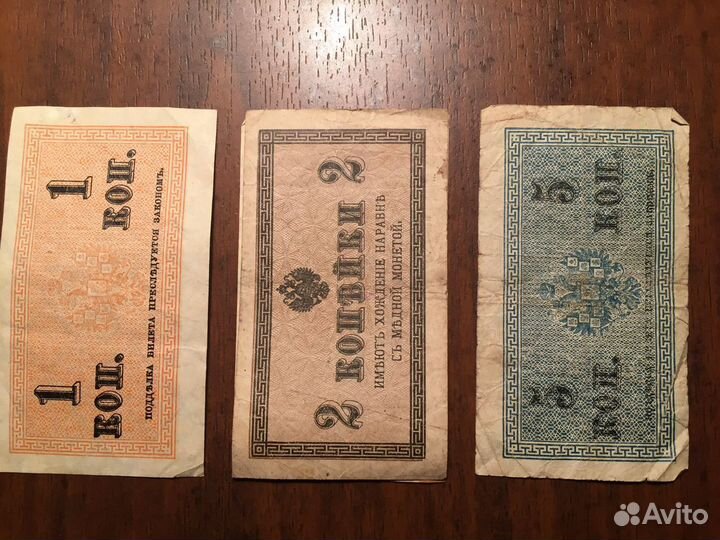 1 1
КОП. КОП.
ПОДДѢЛКА БИЛЕТА ПРЕСЛѢДУЕТСЯ ЗАКОНОМЪ.
2 КОПѢЙКИ 2
ИМѢЮТЪ ХОЖДЕНІЕ НАРАВНѢ
СЪ МѢДНОЙ МОНЕТОЙ.
5 5
КОП. КОП.
Avito